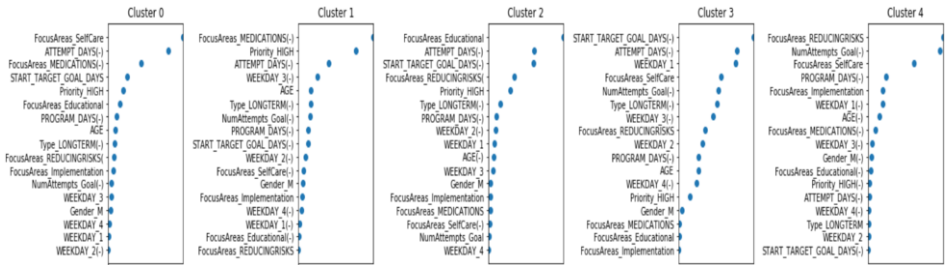 Cluster 0
FocusAreas_SelfCare
ATTEMPT_DAYS(-)
FocusAreas_MEDICATIONS(-)
START_TARGET_GOAL_DAYS
Priority_HIGH
FocusAreas_Educational
PROGRAM_DAYS(-)
AGE
Type_LONGTERM(-)
FocusAreas_REDUCINGRISKS(
FocusAreas_Implementation
NumAttempts_Goal(-)
WEEKDAY_3
Gender_M
WEEKDAY_4
WEEKDAY_1
WEEKDAY_2(-)
Cluster 1
FocusAreas_MEDICATIONS(-)
Priority_HIGH
ATTEMPT_DAYS(-)
WEEKDAY_3(-)
AGE
Type_LONGTERM
NumAttempts_Goal(-)
PROGRAM_DAYS(-)
START_TARGET_GOAL_DAYS(-)
WEEKDAY_2(-)
FocusAreas_SelfCare(-)
Gender_M
FocusAreas_Implementation
WEEKDAY_4(-)
WEEKDAY_1(-)
FocusAreas_Educational(-)
FocusAreas_REDUCINGRISKS
Cluster 2
FocusAreas_Educational
ATTEMPT_DAYS(-)
START_TARGET_GOAL_DAYS(-)
FocusAreas_REDUCINGRISKS(-)
Priority_HIGH
Type_LONGTERM(-)
PROGRAM_DAYS(-)
WEEKDAY_2(-)
WEEKDAY_1
AGE(-)
WEEKDAY_3
Gender_M
FocusAreas_Implementation
FocusAreas_MEDICATIONS
FocusAreas_SelfCare(-)
NumAttempts_Goal
WEEKDAY_4
Cluster 3
START_TARGET_GOAL_DAYS(-)
ATTEMPT_DAYS(-)
WEEKDAY_1
FocusAreas_SelfCare
NumAttempts_Goal(-)
Type_LONGTERM(-)
WEEKDAY_3(-)
FocusAreas_REDUCINGRISKS
WEEKDAY_2
PROGRAM_DAYS(-)
AGE
WEEKDAY_4(-)
Priority_HIGH
Gender_M
FocusAreas_MEDICATIONS
FocusAreas_Educational
FocusAreas_Implementation
Cluster 4
FocusAreas_REDUCINGRISKS
NumAttempts_Goal(-)
FocusAreas_SelfCare
PROGRAM_DAYS(-)
FocusAreas_Implementation
WEEKDAY_1(-)
AGE(-)
FocusAreas_MEDICATIONS(-)
WEEKDAY_3(-)
Gender_M(-)
FocusAreas_Educational(-)
Priority_HIGH(-)
ATTEMPT_DAYS(-)
WEEKDAY_4(-)
Type_LONGTERM
WEEKDAY_2
START_TARGET_GOAL_DAYS(-)